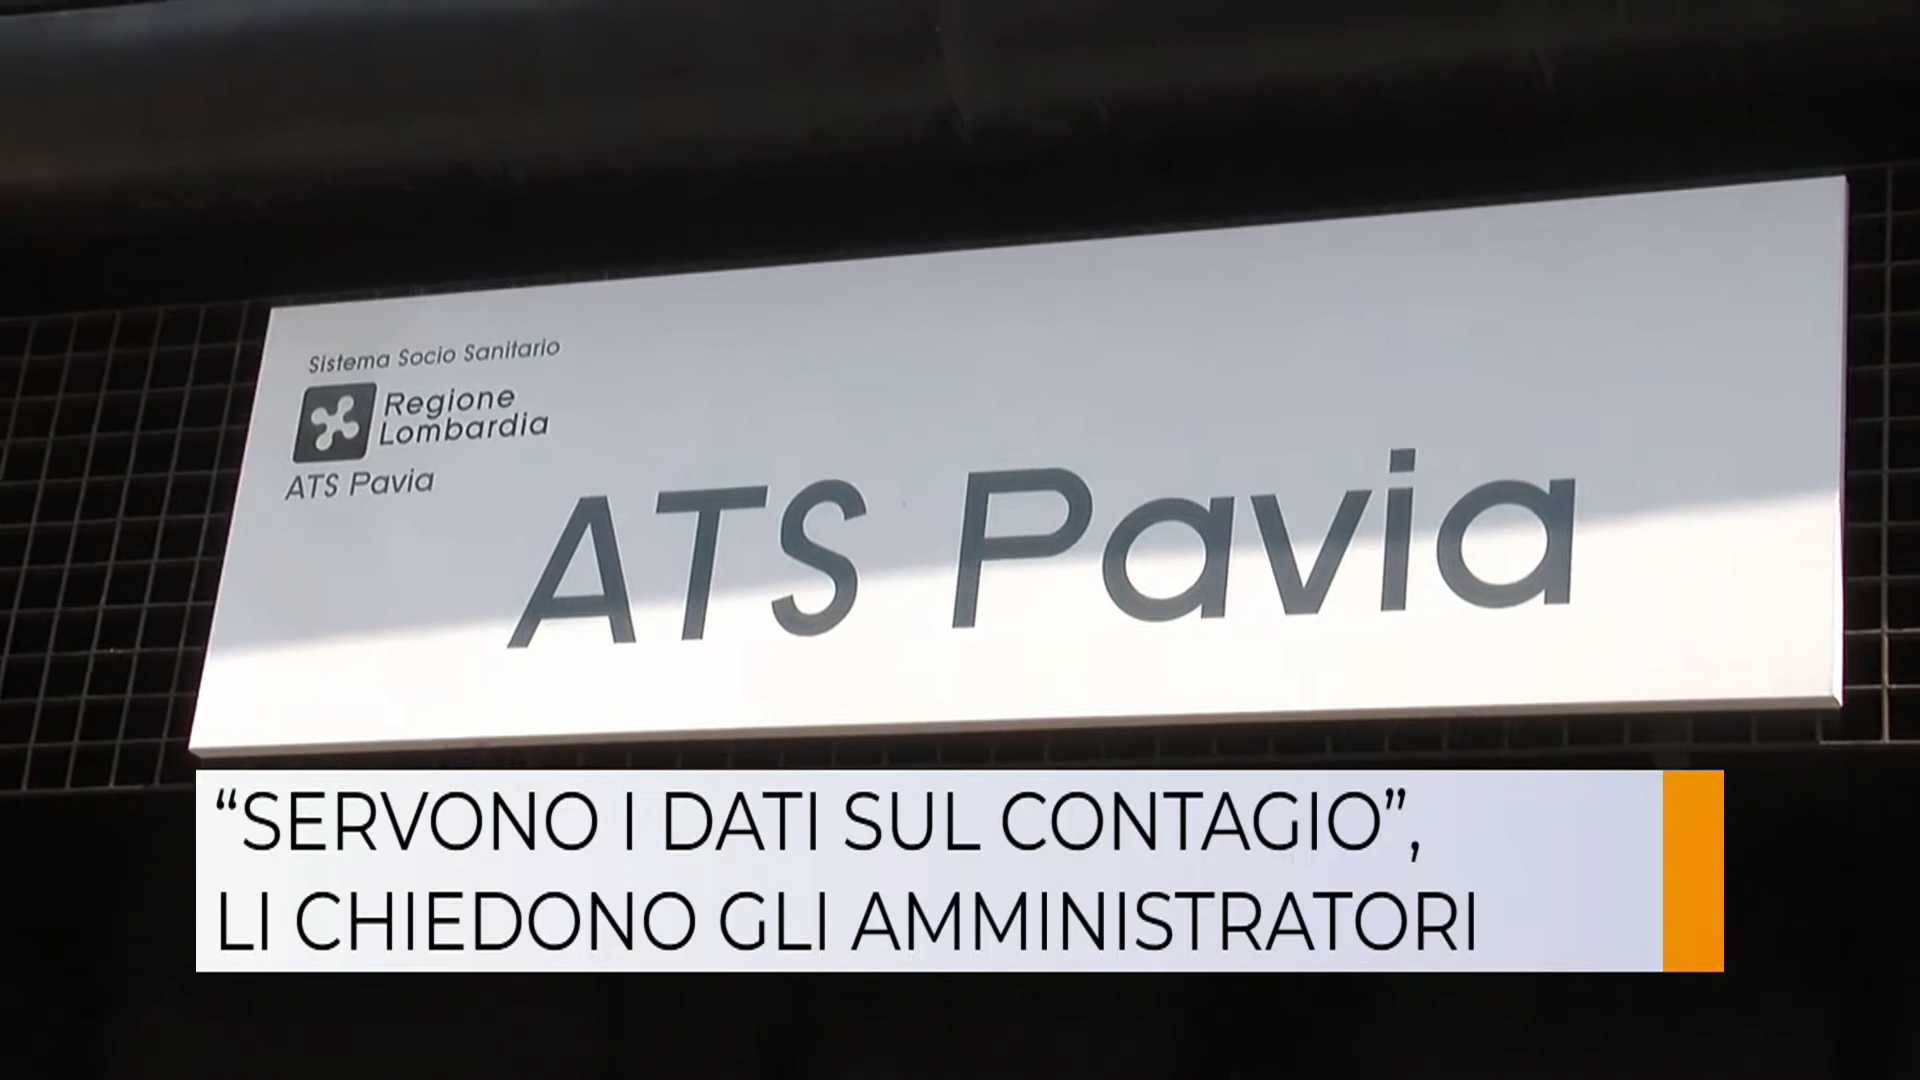 Sistema Socio Sanitario
Regione
Lombardia
ATS Pavia
ATS Pavia
“SERVONO I DATI SUL CONTAGIO”,
LI CHIEDONO GLI AMMINISTRATORI